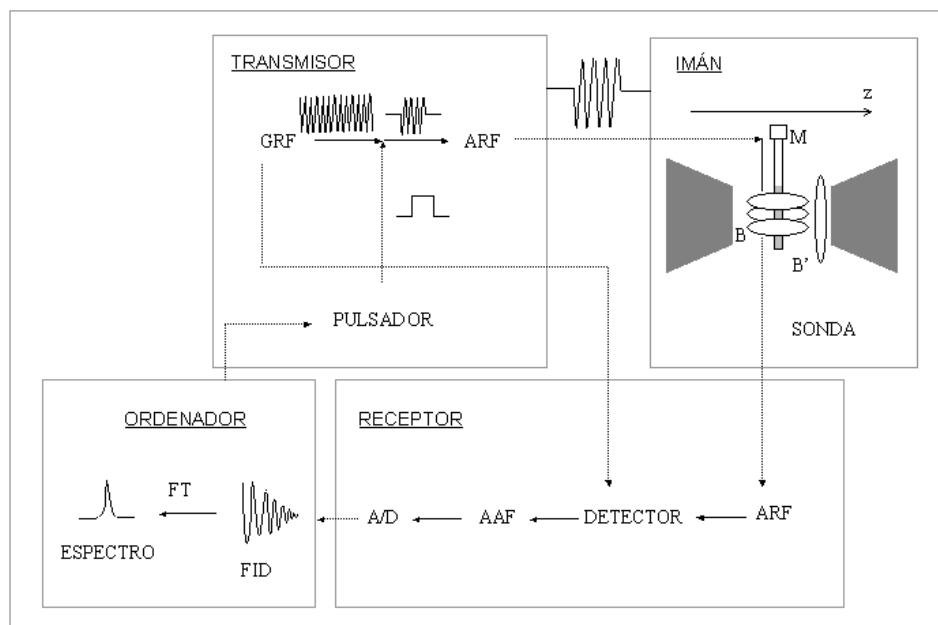 TRANSMISOR
GRF
ARF
PULSADOR
IMÁN
z
M
B
B'
SONDA
ORDENADOR
FT
ESPECTRO
FID
RECEPTOR
A/D
AAF
DETECTOR
ARF